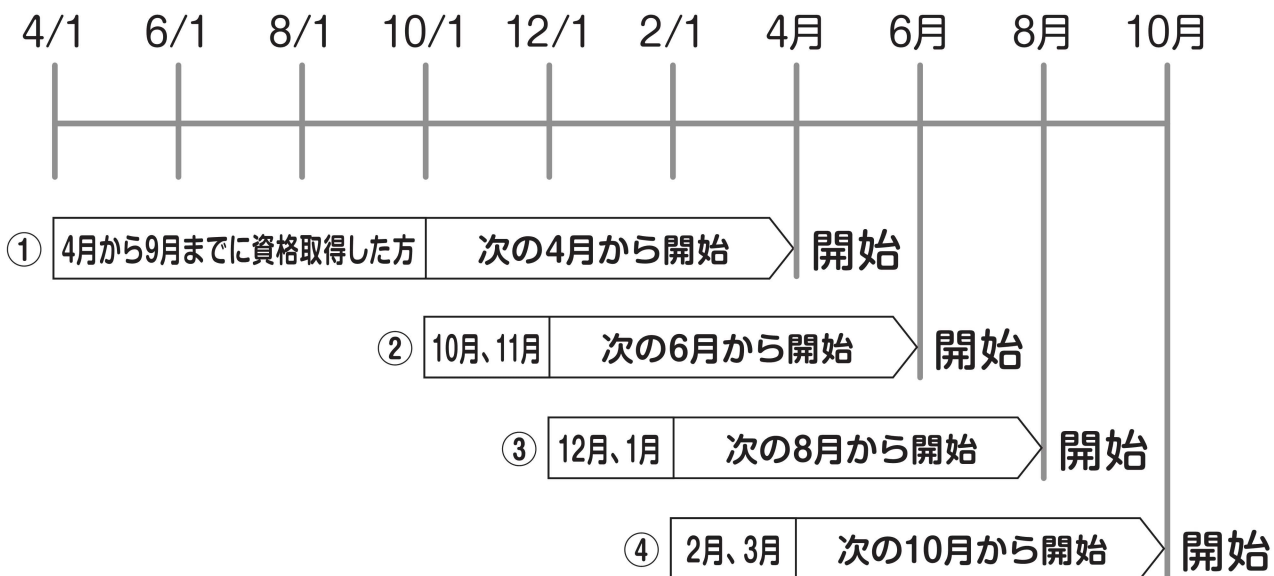 4/1 6/1 8/1 10/1 12/1 2/1 4月 6月 8月 10月
① 4月から9月までに資格取得した方 次の4月から開始 開始
② 10月、11月 次の6月から開始 開始
③ 12月、1月 次の8月から開始 開始
④ 2月、3月 次の10月から開始 開始